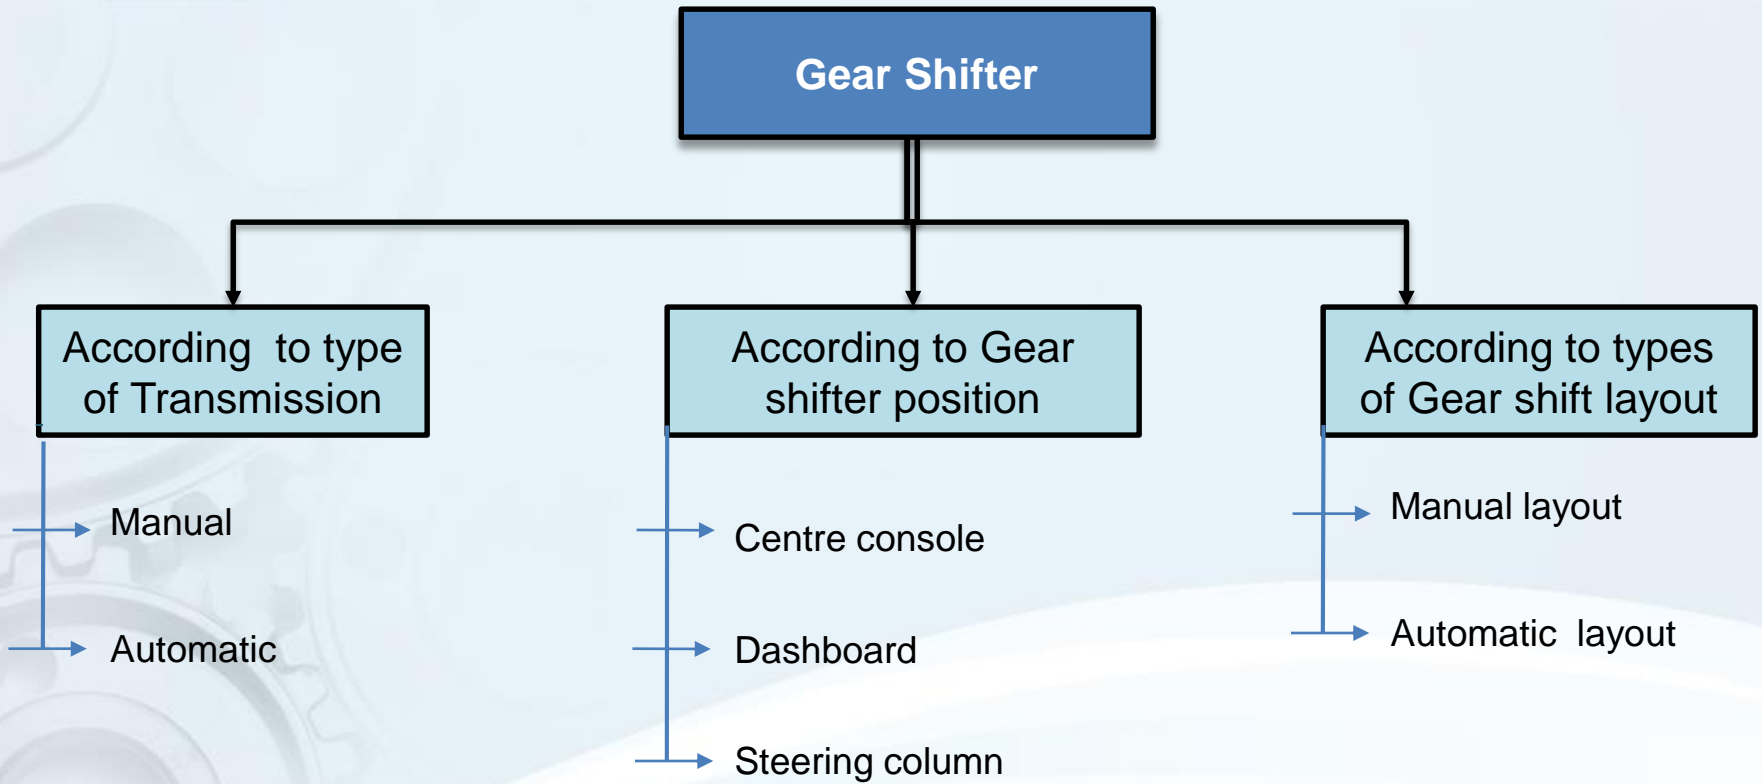 Gear Shifter
According to type
of Transmission
Manual
Automatic
According to Gear
shifter position
Centre console
Dashboard
Steering column
According to types
of Gear shift layout
Manual layout
Automatic layout